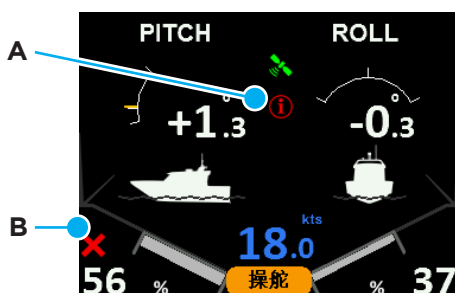 PITCH ROLL
A
+1.3° -0.3°
B
kts
18.0
56 % 操舵 % 37